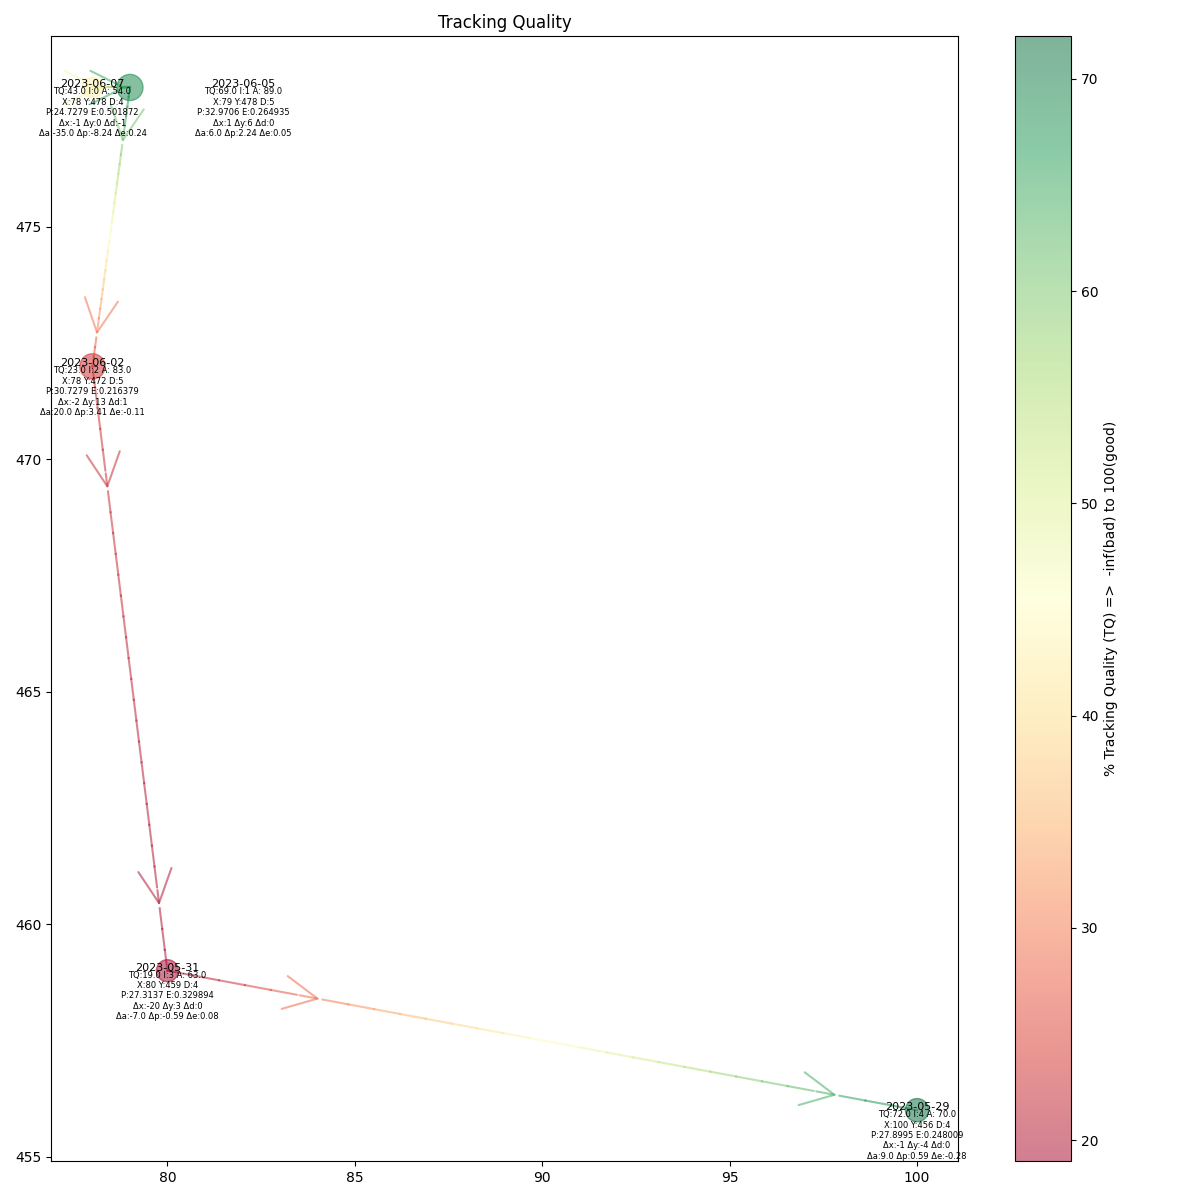 Tracking Quality
2023-06-07
TQ:43.0 I:0 A: 54.0
X:78 Y:478 D:4
P:24.7279 E:0.501872
Δx:-1 Δy:0 Δd:-1
Δa:-35.0 Δp:-8.24 Δe:0.24
2023-06-05
TQ:69.0 I:1 A: 89.0
X:79 Y:478 D:5
P:32.9706 E:0.264935
Δx:1 Δy:6 Δd:0
Δa:6.0 Δp:2.24 Δe:0.05
2023-06-02
TQ:23.0 I:2 A: 83.0
X:78 Y:472 D:5
P:30.7279 E:0.216379
Δx:-2 Δy:13 Δd:1
Δa:20.0 Δp:3.41 Δe:-0.11
2023-05-31
TQ:19.0 I:3 A: 63.0
X:80 Y:459 D:4
P:27.3137 E:0.329894
Δx:-20 Δy:3 Δd:0
Δa:-7.0 Δp:-0.59 Δe:0.08
2023-05-29
TQ:72.0 I:4 A: 70.0
X:100 Y:456 D:4
P:27.8995 E:0.248009
Δx:-1 Δy:-4 Δd:0
Δa:9.0 Δp:0.59 Δe:-0.28
475
470
465
460
455
80
85
90
95
100
70
60
50
40
30
20
% Tracking Quality (TQ) =>  -inf(bad) to 100(good)